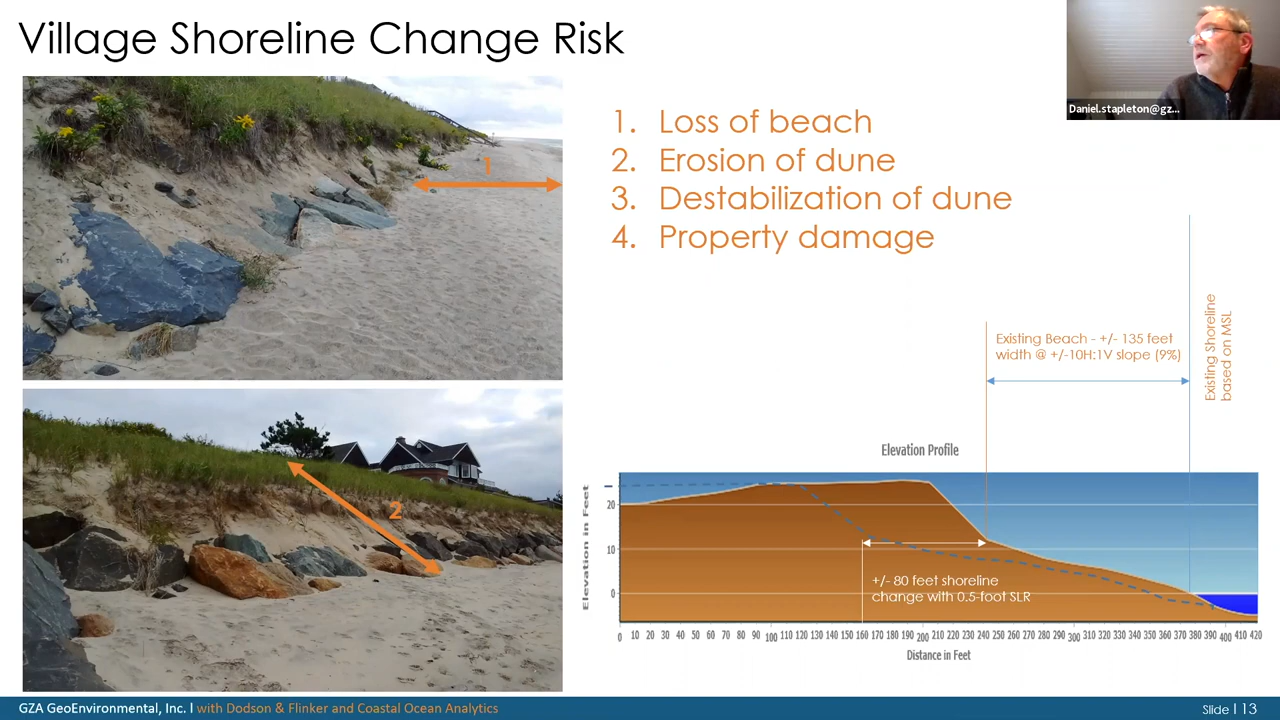 Village Shoreline Change Risk
Daniel.stapleton@gz...
1
1. Loss of beach
2. Erosion of dune
3. Destabilization of dune
4. Property damage
2
Existing Beach - +/- 135 feet
width @ +/-10H:1V slope (9%)
Existing Shoreline
based on MSL
Elevation Profile
Elevation in Feet
20
10
0
+/- 80 feet shoreline
change with 0.5-foot SLR
0 10 20 30 40 50 60 70 80 90 100 110 120 130 140 150 160 170 180 190 200 210 220 230 240 250 260 270 280 290 300 310 320 330 340 350 360 370 380 390 400 410 420
Distance in Feet
GZA GeoEnvironmental, Inc. I with Dodson & Flinker and Coastal Ocean Analytics
Slide I 13